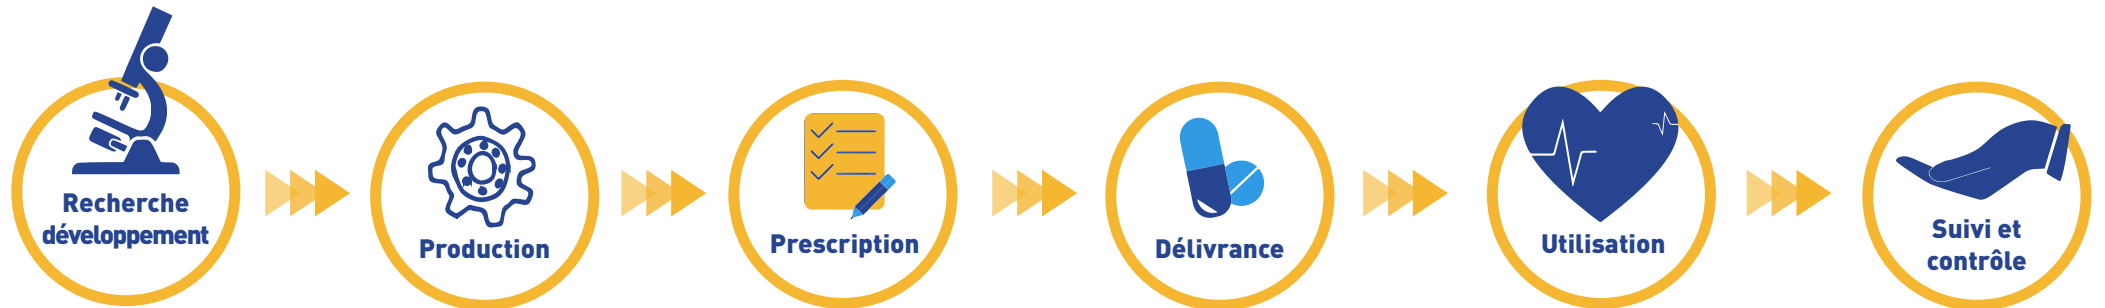 Recherche
développement
Production
Prescription
Délivrance
Utilisation
Suivi et
contrôle